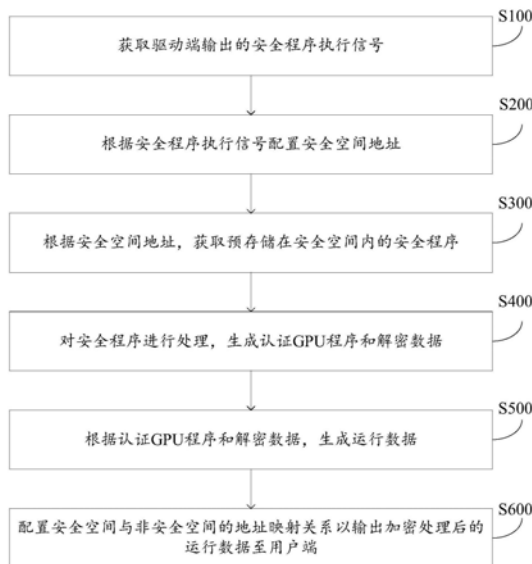 S100
获取驱动端输出的安全程序执行信号
S200
根据安全程序执行信号配置安全空间地址
S300
根据安全空间地址，获取预存储在安全空间内的安全程序
S400
对安全程序进行处理，生成认证GPU程序和解密数据
S500
根据认证GPU程序和解密数据，生成运行数据
S600
配置安全空间与非安全空间的地址映射关系以输出加密处理后的
运行数据至用户端